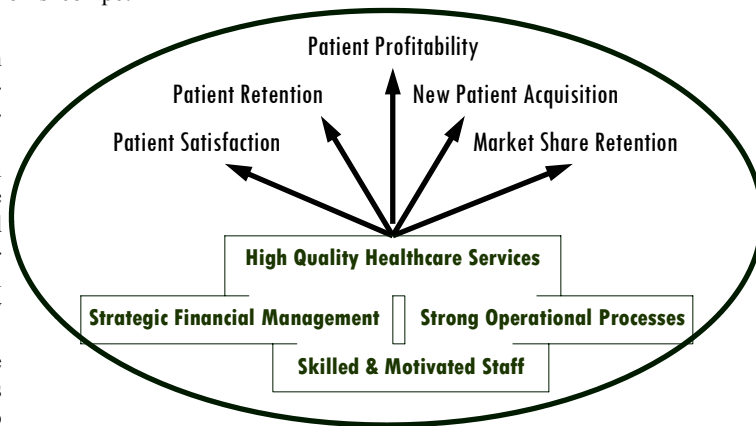 Patient Profitability
Patient Retention
New Patient Acquisition
Patient Satisfaction
Market Share Retention
High Quality Healthcare Services
Strategic Financial Management
Strong Operational Processes
Skilled & Motivated Staff